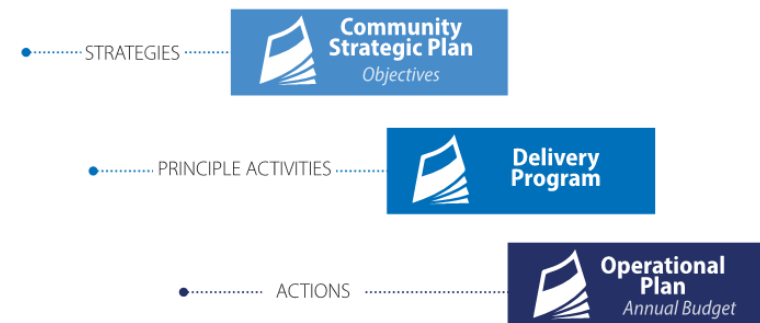 Community
Strategic Plan
Objectives
STRATEGIES
Delivery
Program
PRINCIPLE ACTIVITIES
Operational
Plan
Annual Budget
ACTIONS